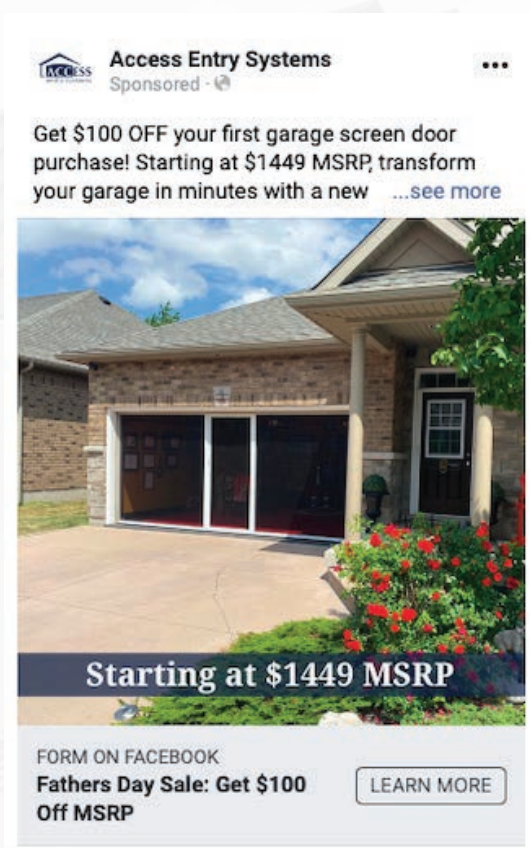 ACCESS
Access Entry Systems
Sponsored ·
Get $100 OFF your first garage screen door
purchase! Starting at $1449 MSRP, transform
your garage in minutes with a new ...see more
Starting at $1449 MSRP
FORM ON FACEBOOK
Fathers Day Sale: Get $100
Off MSRP
LEARN MORE